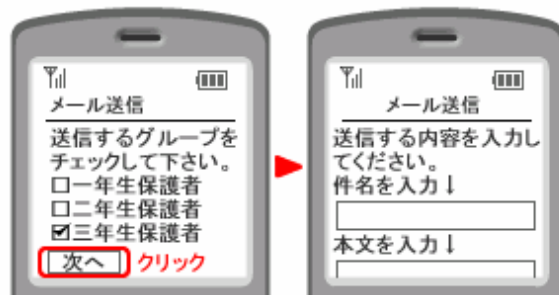 メール送信
送信するグループを
チェックして下さい。
□一年生保護者
□二年生保護者
☑三年生保護者
次へ クリック
メール送信
送信する内容を入力し
てください。
件名を入力↓
本文を入力↓